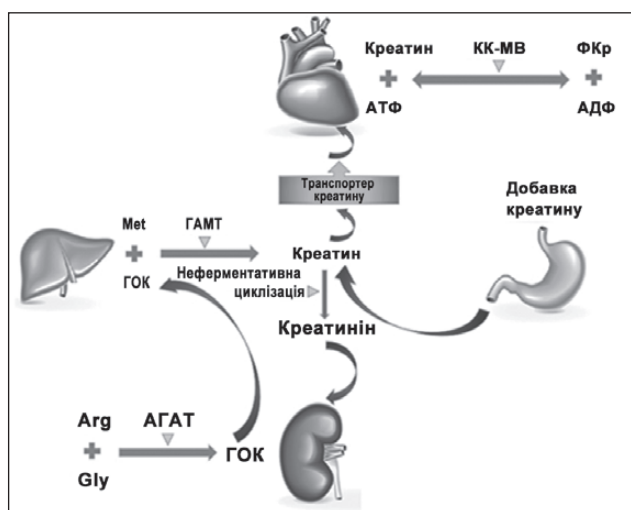 Креатин
КК-МВ
ФКр
АТФ
АДФ
Транспортер
креатину
Добавка
креатину
Met
ГАМТ
ГОК
Креатин
Неферментативна
циклізація
Креатинін
Arg
АГАТ
ГОК
Gly